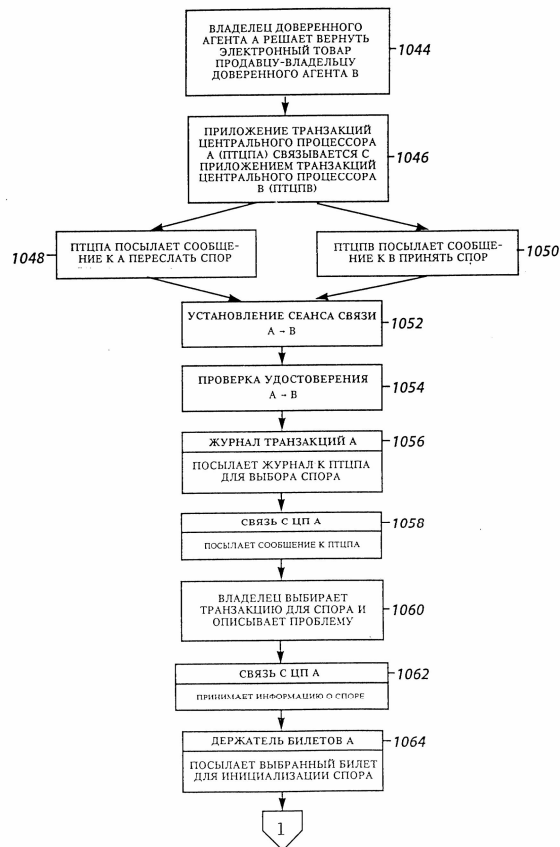 ВЛАДЕЛЕЦ ДОВЕРЕННОГО
АГЕНТА А РЕШАЕТ ВЕРНУТЬ
ЭЛЕКТРОННЫЙ ТОВАР
ПРОДАВЦУ-ВЛАДЕЛЬЦУ
ДОВЕРЕННОГО АГЕНТА В
1044
ПРИЛОЖЕНИЕ ТРАНЗАКЦИЙ
ЦЕНТРАЛЬНОГО ПРОЦЕССОРА
А (ПТЦПА) СВЯЗЫВАЕТСЯ С
ПРИЛОЖЕНИЕМ ТРАНЗАКЦИЙ
ЦЕНТРАЛЬНОГО ПРОЦЕССОРА
В (ПТЦПВ)
1046
1048
ПТЦПА ПОСЫЛАЕТ СООБЩЕ-
НИЕ К А ПЕРЕСЛАТЬ СПОР
ПТЦПВ ПОСЫЛАЕТ СООБЩЕ-
НИЕ К В ПРИНЯТЬ СПОР
1050
УСТАНОВЛЕНИЕ СЕАНСА СВЯЗИ
А → В
1052
ПРОВЕРКА УДОСТОВЕРЕНИЯ
А → В
1054
ЖУРНАЛ ТРАНЗАКЦИЙ А
1056
ПОСЫЛАЕТ ЖУРНАЛ К ПТЦПА
ДЛЯ ВЫБОРА СПОРА
СВЯЗЬ С ЦП А
1058
ПОСЫЛАЕТ СООБЩЕНИЕ К ПТЦПА
ВЛАДЕЛЕЦ ВЫБИРАЕТ
ТРАНЗАКЦИЮ ДЛЯ СПОРА И
ОПИСЫВАЕТ ПРОБЛЕМУ
1060
СВЯЗЬ С ЦП А
1062
ПРИНИМАЕТ ИНФОРМАЦИЮ О СПОРЕ
ДЕРЖАТЕЛЬ БИЛЕТОВ А
1064
ПОСЫЛАЕТ ВЫБРАННЫЙ БИЛЕТ
ДЛЯ ИНИЦИАЛИЗАЦИИ СПОРА
1